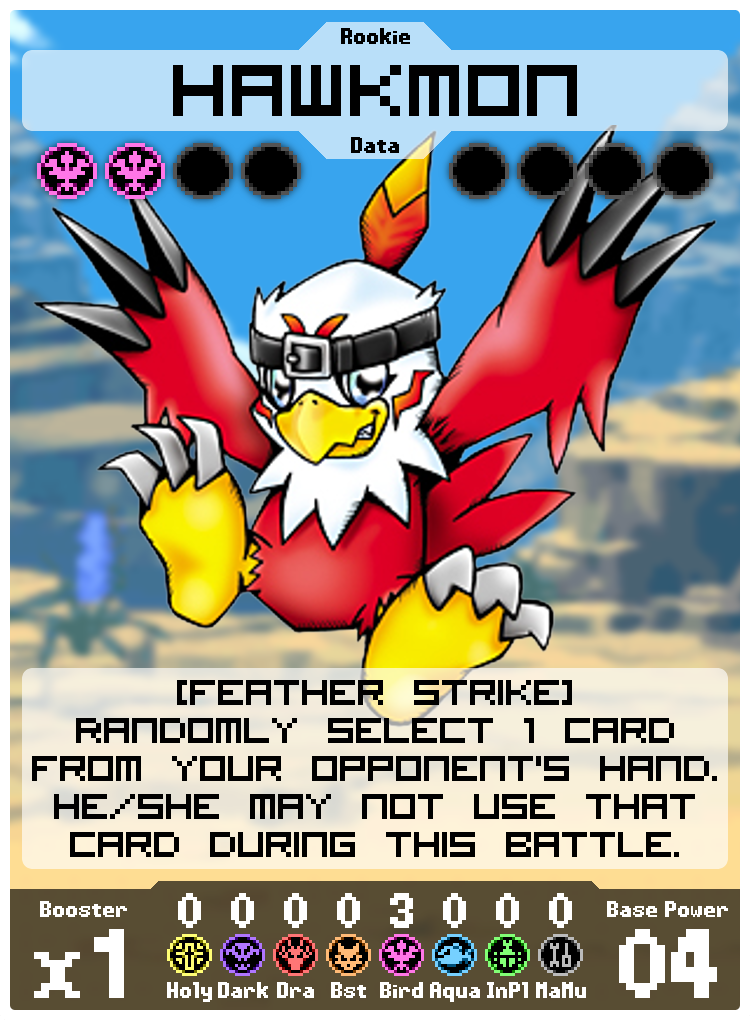 Rookie
HAWKMON
Data
[FEATHER STRIKE]
RANDOMLY SELECT 1 CARD
FROM YOUR OPPONENT'S HAND.
HE/SHE MAY NOT USE THAT
CARD DURING THIS BATTLE.
Booster
x1
0 0 0 0 3 0 0 0
Holy Dark Dra Bst Bird Aqua InPl MaMu
Base Power
04